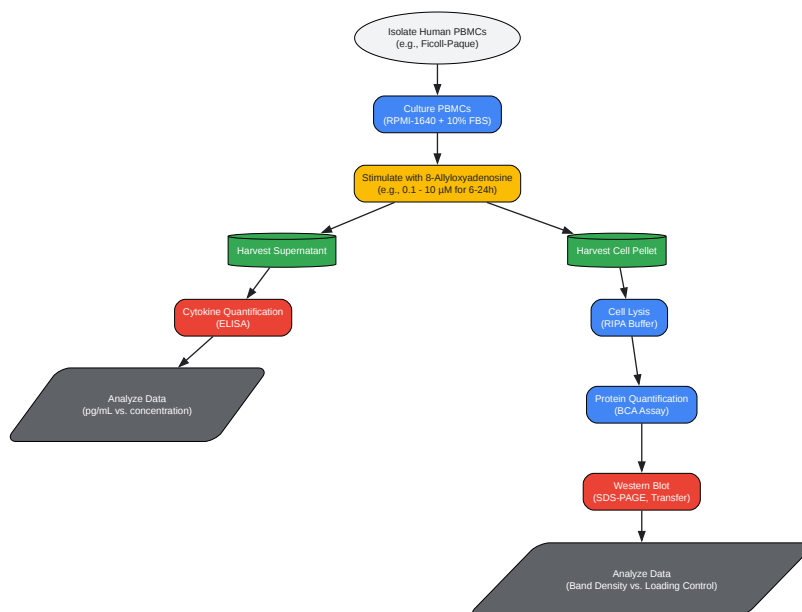 Isolate Human PBMCs
(e.g., Ficoll-Paque)
Culture PBMCs
(RPMI-1640 + 10% FBS)
Stimulate with 8-Allyloxyadenosine
(e.g., 0.1 - 10 µM for 6-24h)
Harvest Supernatant
Harvest Cell Pellet
Cytokine Quantification
(ELISA)
Cell Lysis
(RIPA Buffer)
Analyze Data
(pg/mL vs. concentration)
Protein Quantification
(BCA Assay)
Western Blot
(SDS-PAGE, Transfer)
Analyze Data
(Band Density vs. Loading Control)